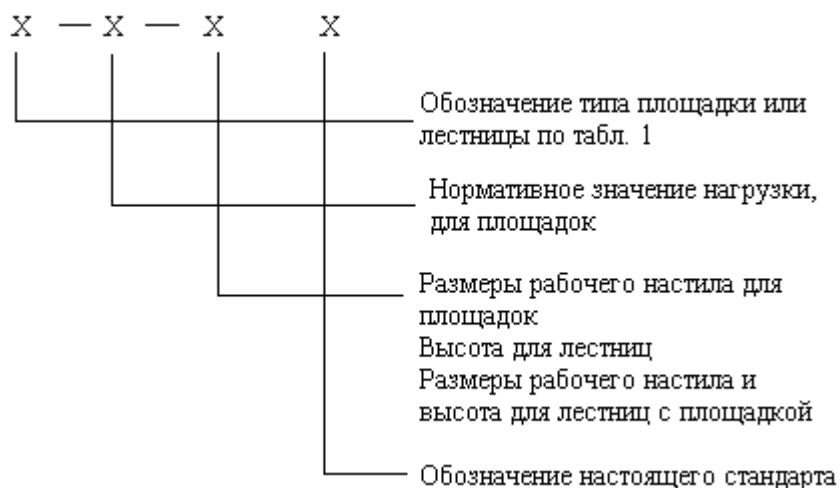 X — X — X X
Обозначение типа площадки или
лестницы по табл. 1
Нормативное значение нагрузки,
для площадок
Размеры рабочего настила для
площадок
Высота для лестниц
Размеры рабочего настила и
высота для лестниц с площадкой
Обозначение настоящего стандарта